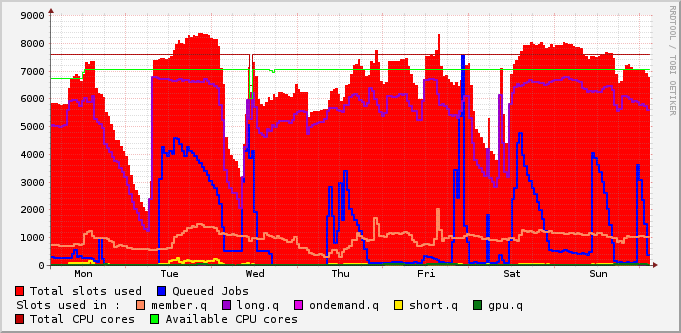 9000
8000
7000
6000
5000
4000
3000
2000
1000
0
Mon Tue Wed Thu Fri Sat Sun
RRDTOOL / TOBI OETIKER
Total slots used Queued Jobs
Slots used in : member.q long.q ondemand.q short.q gpu.q
Total CPU cores Available CPU cores